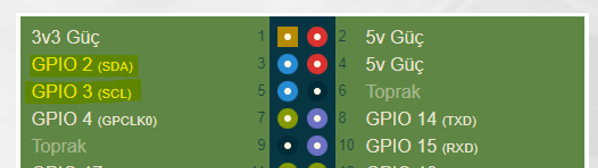 3v3 Güç 1 2 5v Güç
GPIO 2 (SDA) 3 4 5v Güç
GPIO 3 (SCL) 5 6 Toprak
GPIO 4 (GPCLK0) 7 8 GPIO 14 (TXD)
Toprak 9 10 GPIO 15 (RXD)